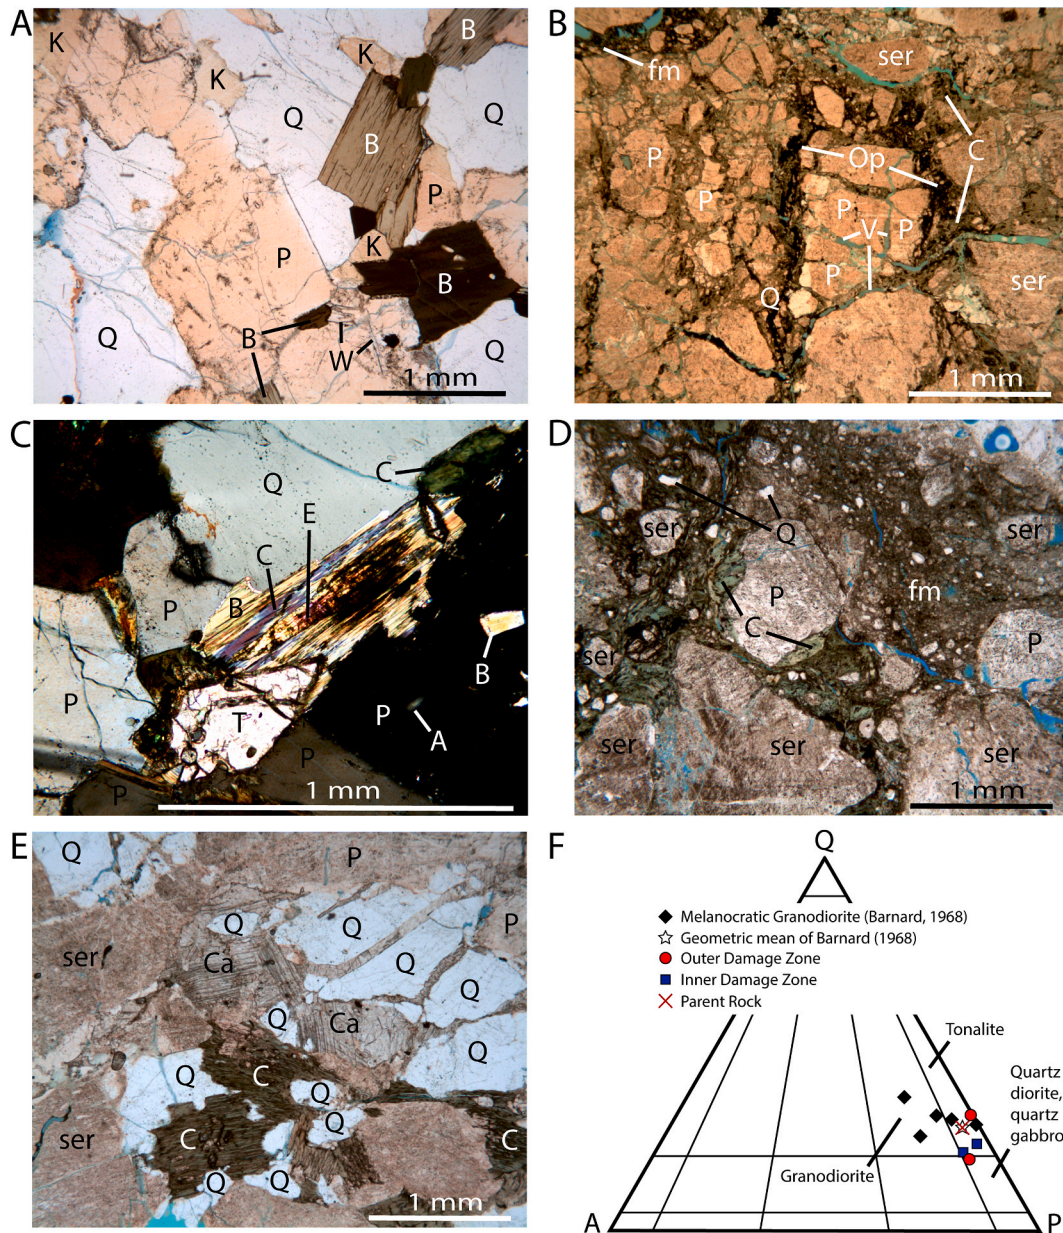 A
B
K
K
K
B
Q
Q
B
P
P
K
B
Q
B
I
W
Q
1 mm
B
fm
ser
P
Op
C
P
P
V
P
P
Q
ser
1 mm
C
Q
C
E
C
P
B
B
P
P
A
T
P
1 mm
D
ser
Q
ser
P
fm
C
ser
P
ser
ser
ser
1 mm
E
Q
P
Q
P
ser
Ca
Q
Q
Q
Ca
Q
Q
C
Q
ser
C
Q
C
Q
Q
1 mm
F
Q
Melanocratic Granodiorite (Barnard, 1968)
Geometric mean of Barnard (1968)
Outer Damage Zone
Inner Damage Zone
Parent Rock
Tonalite
Quartz
diorite,
quartz
gabbro
Granodiorite
A
P